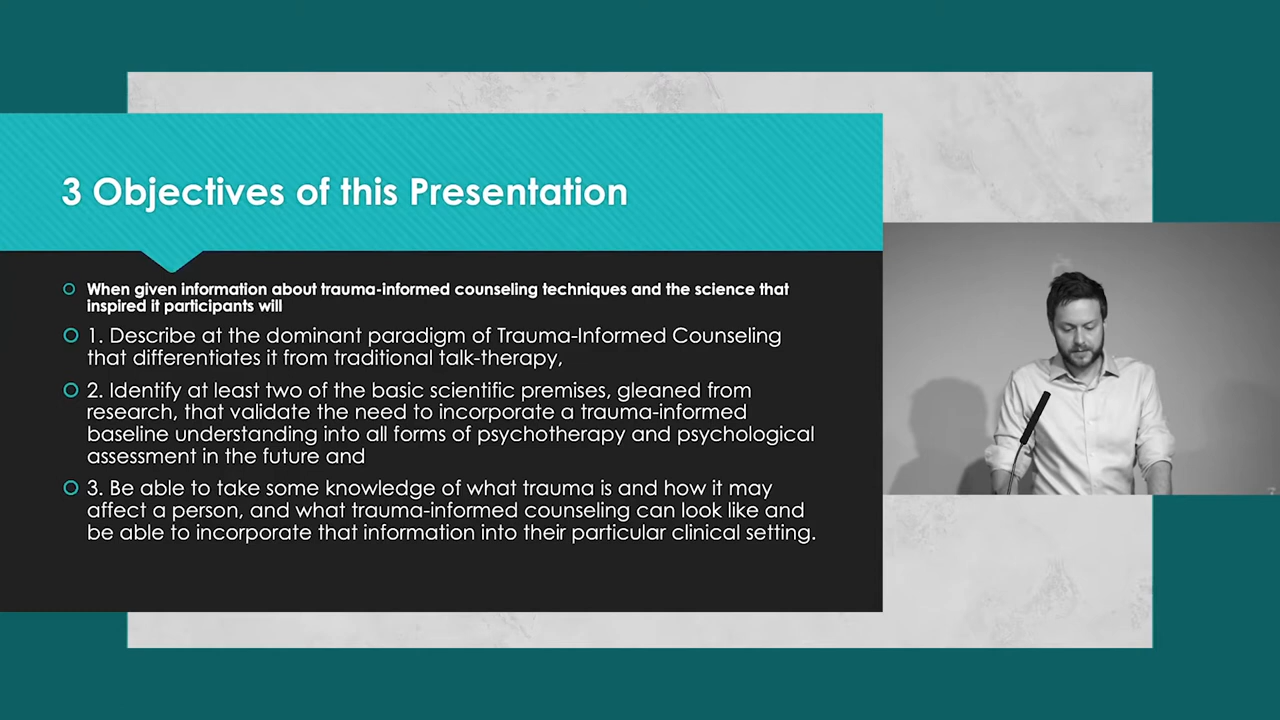 3 Objectives of this Presentation
When given information about trauma-informed counseling techniques and the science that
inspired it participants will
1. Describe at the dominant paradigm of Trauma-Informed Counseling
that differentiates it from traditional talk-therapy,
2. Identify at least two of the basic scientific premises, gleaned from
research, that validate the need to incorporate a trauma-informed
baseline understanding into all forms of psychotherapy and psychological
assessment in the future and
3. Be able to take some knowledge of what trauma is and how it may
affect a person, and what trauma-informed counseling can look like and
be able to incorporate that information into their particular clinical setting.